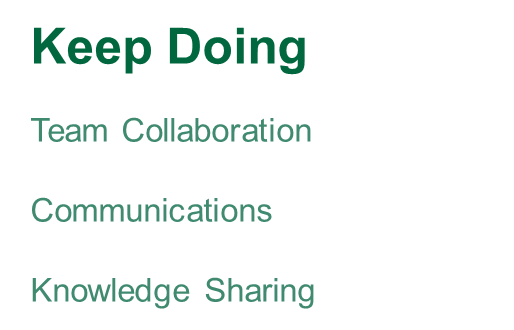 Keep Doing
Team Collaboration
Communications
Knowledge Sharing